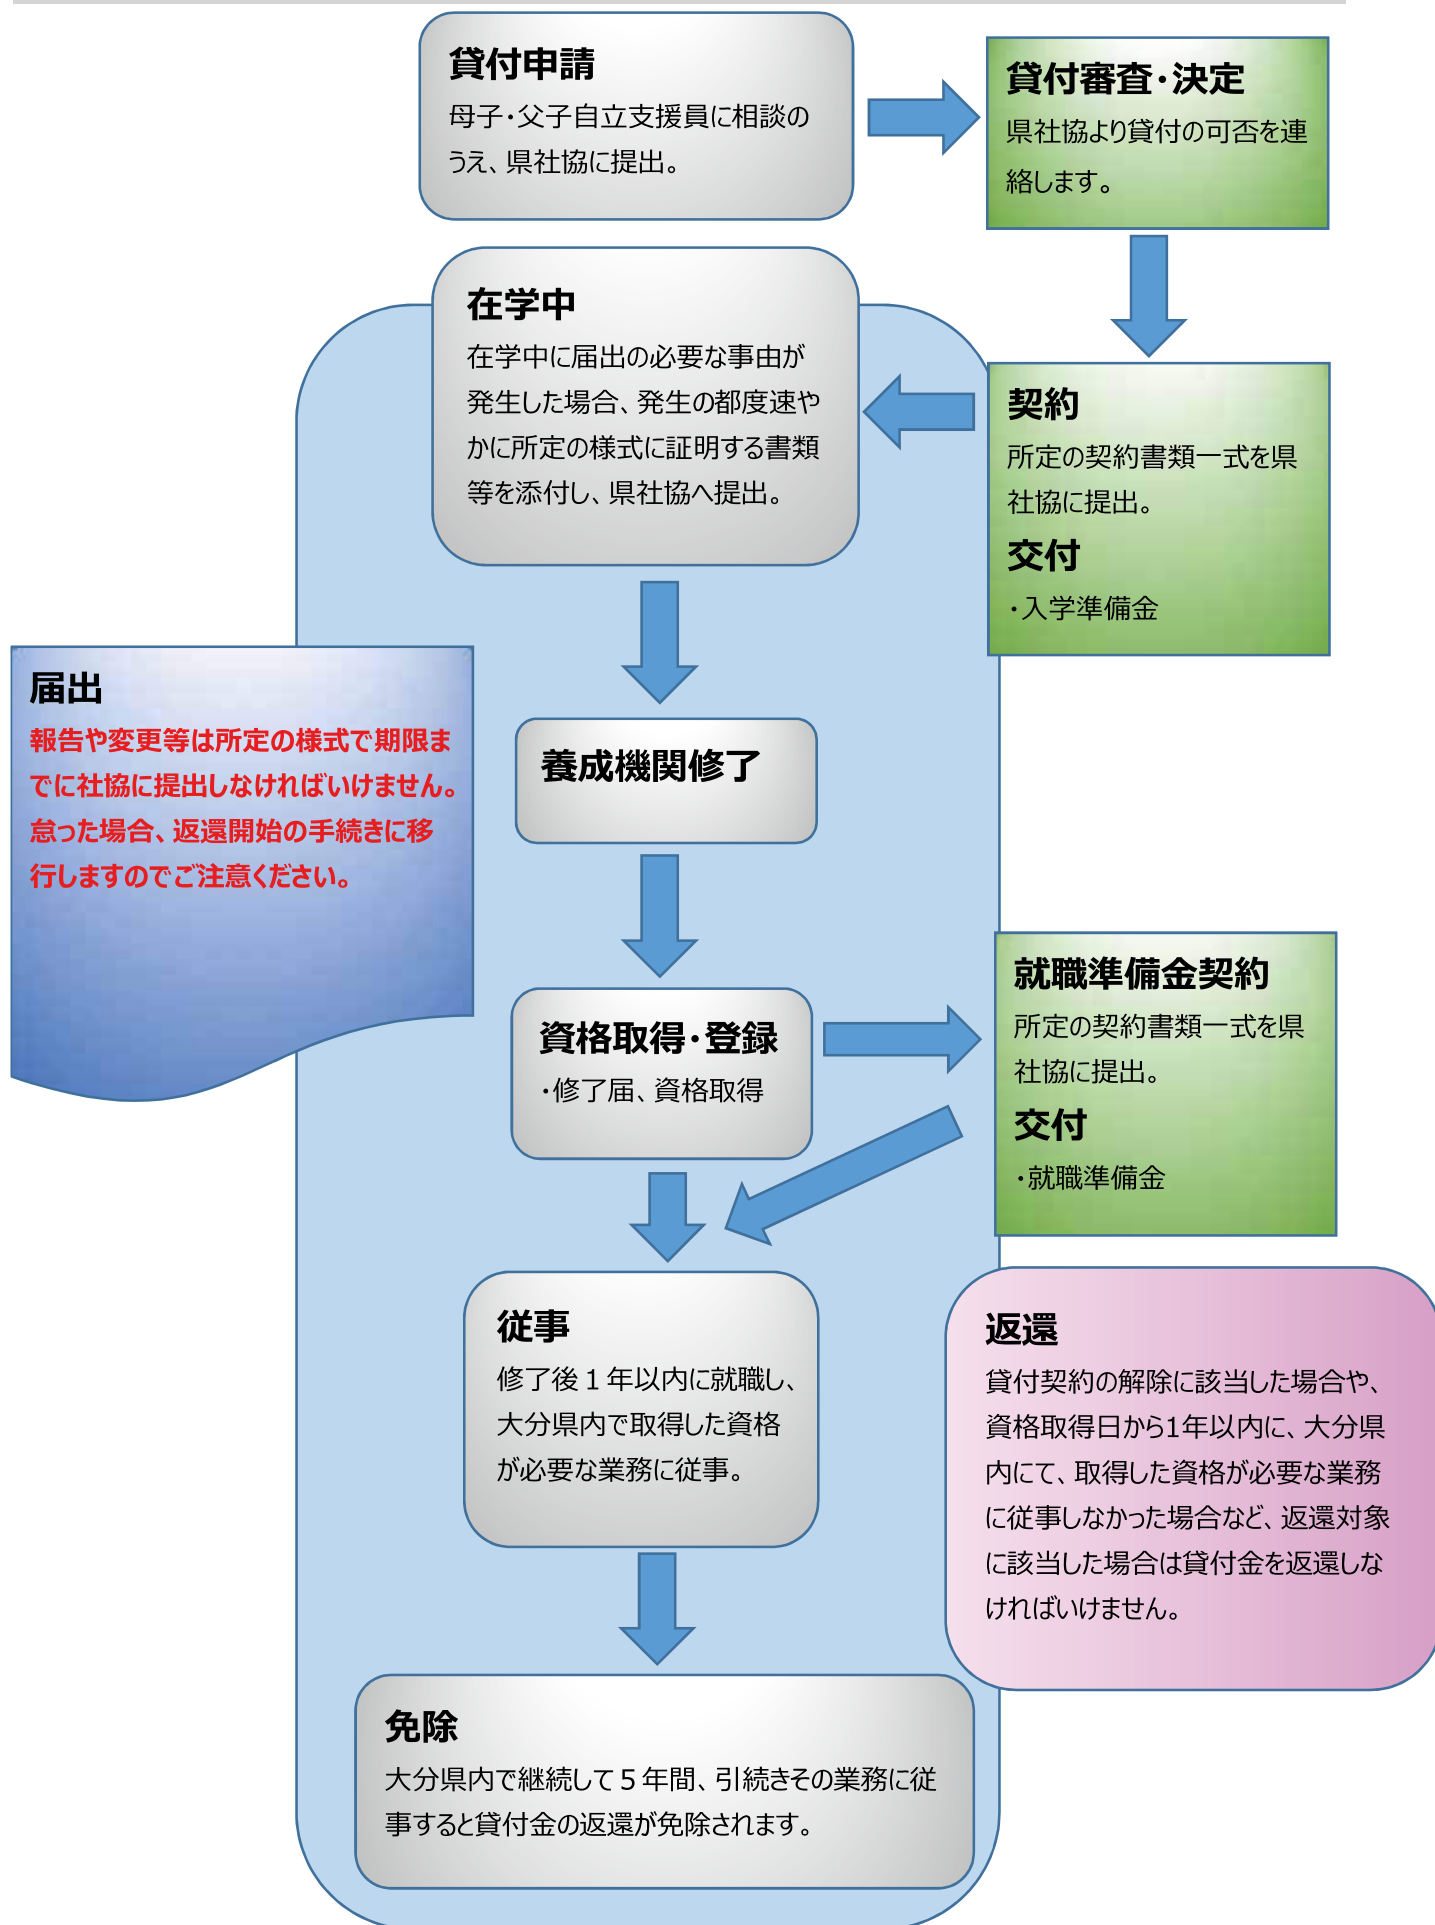 貸付申請
母子・父子自立支援員に相談の
うえ、県社協に提出。
貸付審査・決定
県社協より貸付の可否を連
絡します。
在学中
在学中に届出の必要な事由が
発生した場合、発生の都度速や
かに所定の様式に証明する書類
等を添付し、県社協へ提出。
契約
所定の契約書類一式を県
社協に提出。
交付
・入学準備金
届出
報告や変更等は所定の様式で期限ま
でに社協に提出しなければいけません。
怠った場合、返還開始の手続きに移
行しますのでご注意ください。
養成機関修了
資格取得・登録
・修了届、資格取得
就職準備金契約
所定の契約書類一式を県
社協に提出。
交付
・就職準備金
従事
修了後１年以内に就職し、
大分県内で取得した資格
が必要な業務に従事。
返還
貸付契約の解除に該当した場合や、
資格取得日から1年以内に、大分県
内にて、取得した資格が必要な業務
に従事しなかった場合など、返還対象
に該当した場合は貸付金を返還しな
ければいけません。
免除
大分県内で継続して５年間、引続きその業務に従
事すると貸付金の返還が免除されます。